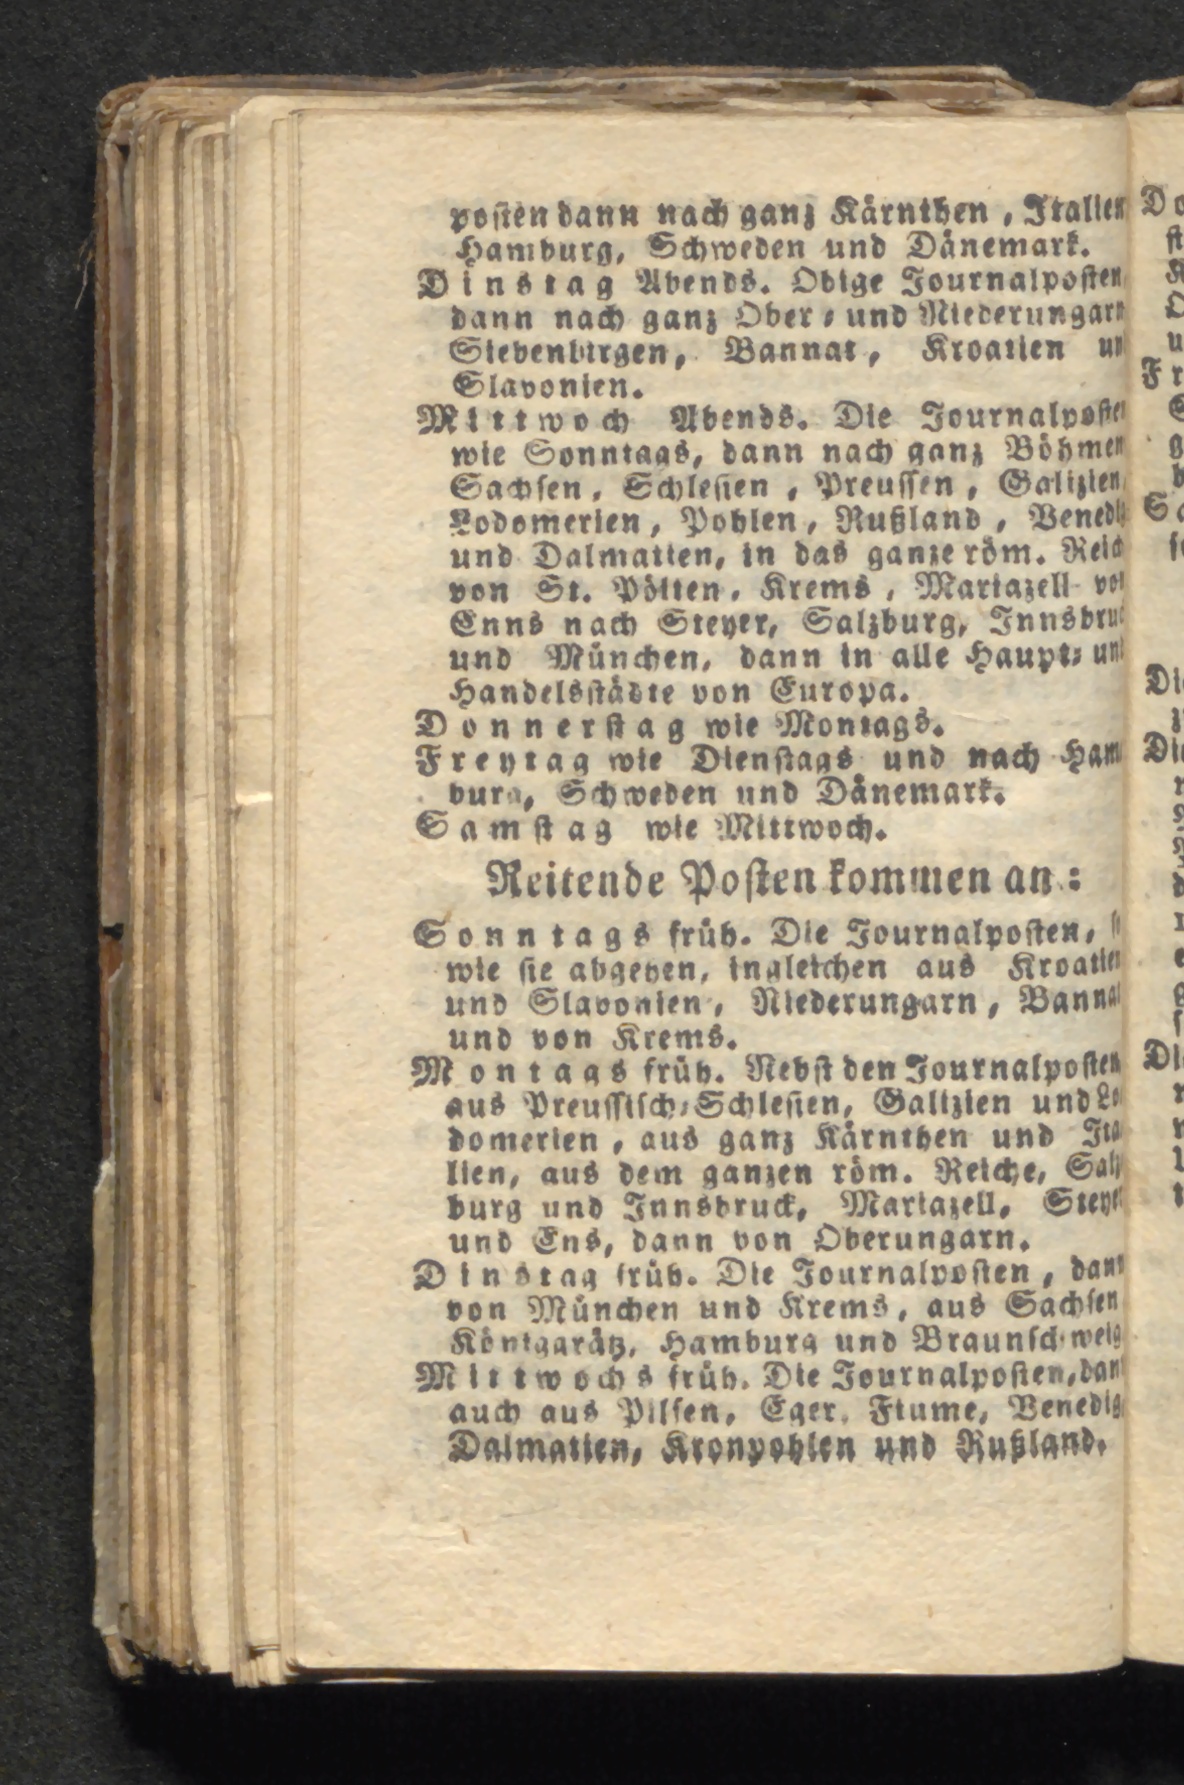 posten dann nach ganz Kärnthen, Italien
Hamburg, Schweden und Dänemark.
Dinstag Abends. Obige Journalposten
dann nach ganz Ober- und Niederungarn
Siebenbirgen, Bannat, Kroatien un
Slavonien.
Mittwoch Abends. Die Journalposten
wie Sonntags, dann nach ganz Böhmen
Sachsen, Schlesien, Preussen, Galizien,
Lodomerien, Pohlen, Rußland, Venedi
und Dalmatien, in das ganze röm. Reich
von St. Pölten, Krems, Mariazell vo
Enns nach Steyer, Salzburg, Innsbruc
und München, dann in alle Haupt- und
Handelsstädte von Europa.
Donnerstag wie Montags.
Freytag wie Dienstags und nach Ham
burg, Schweden und Dänemark.
Samstag wie Mittwoch.
Reitende Posten kommen an:
Sonntags früh. Die Journalposten, so
wie sie abgehen, ingleichen aus Kroatien
und Slavonien, Niederungarn, Bannat
und von Krems.
Montags früh. Nebst den Journalposten
aus Preussisch-Schlesien, Galizien und Lo
domerien, aus ganz Kärnthen und Ita
lien, aus dem ganzen röm. Reiche, Salz
burg und Innsbruck, Mariazell, Steyer
und Ens, dann von Oberungarn.
Dinstag früh. Die Journalposten, dann
von München und Krems, aus Sachsen
Königgrätz, Hamburg und Braunschweig
Mittwochs früh. Die Journalposten, dan
auch aus Pilsen, Eger, Fiume, Venedig
Dalmatien, Kronpohlen und Rußland.